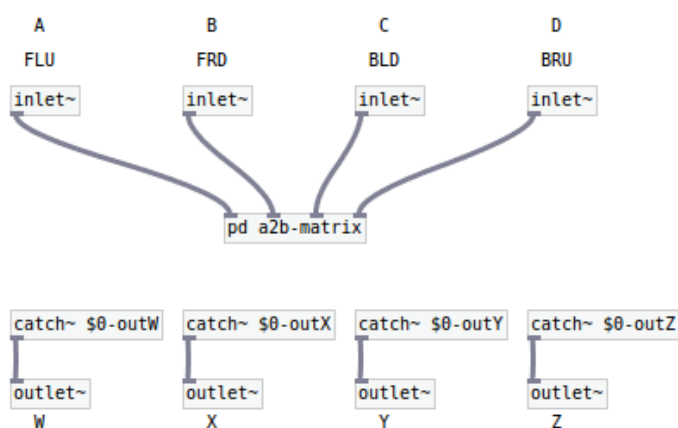 A B C D
FLU FRD BLD BRU
inlet~ inlet~ inlet~ inlet~
pd a2b-matrix
catch~ $0-outW catch~ $0-outX catch~ $0-outY catch~ $0-outZ
outlet~ outlet~ outlet~ outlet~
W X Y Z